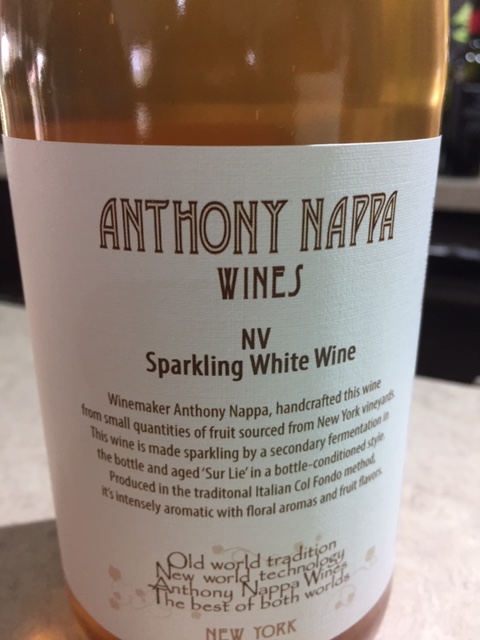 ANTHONY NAPPA
WINES
NV
Sparkling White Wine
Winemaker Anthony Nappa, handcrafted this wine
from small quantities of fruit sourced from New York vineyards.
This wine is made sparkling by a secondary fermentation in
the bottle and aged 'Sur Lie' in a bottle-conditioned style.
Produced in the traditonal Italian Col Fondo method,
it's intensely aromatic with floral aromas and fruit flavors.
Old world tradition
New world technology
Anthony Nappa Wines
The best of both worlds
NEW YORK